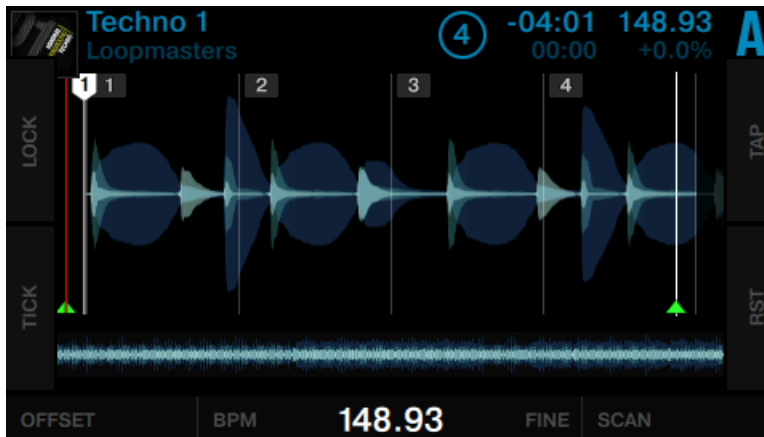 Techno 1
Loopmasters
4
-04:01 148.93
00:00 +0.0%
A
LOCK
TICK
TAP
RST
1 1 2 3 4
OFFSET BPM 148.93 FINE SCAN